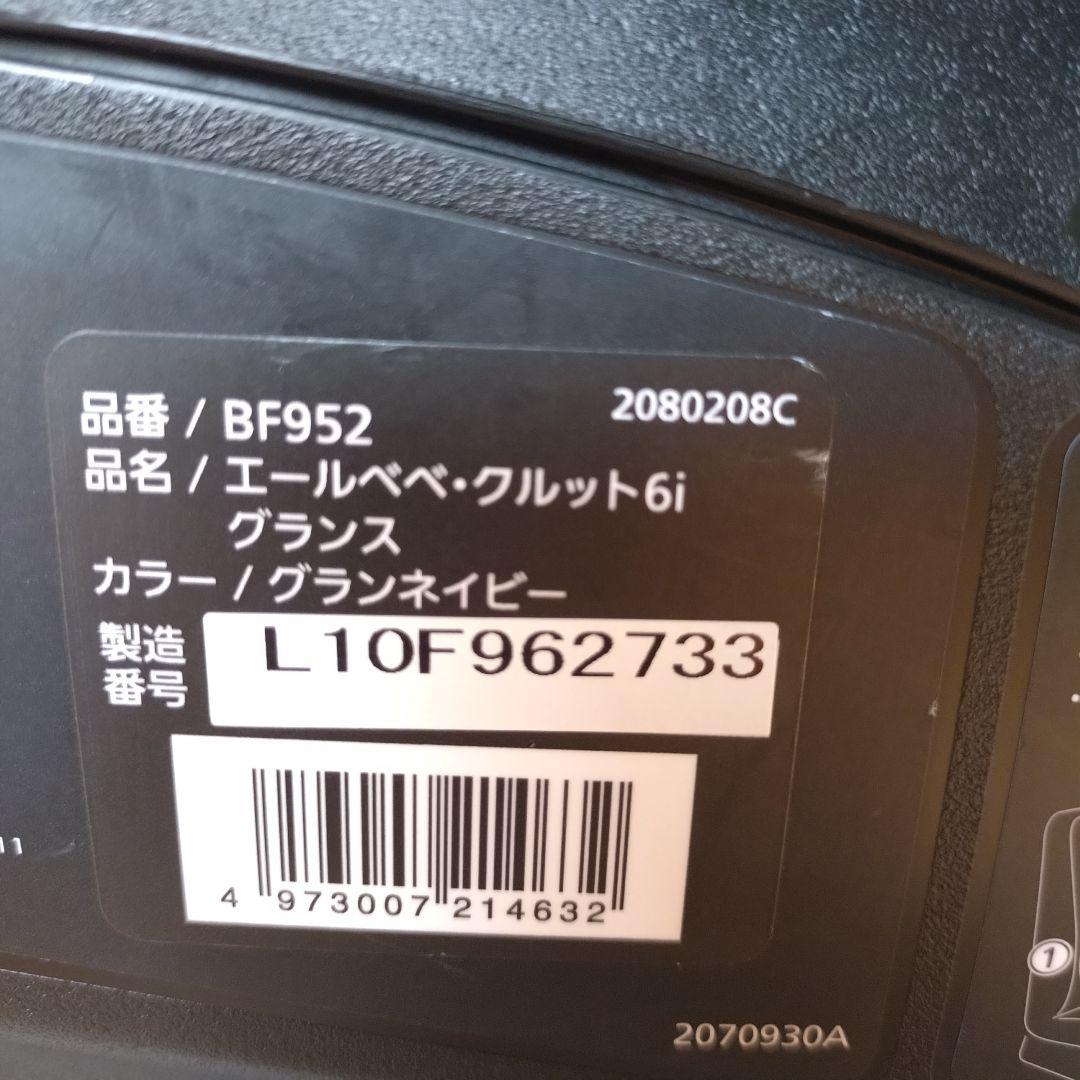 品番 / BF952 2080208C
品名 / エールベベ・クルット6i
グランス
カラー / グランネイビー
製造
番号
L10F962733
4 973007 214632
11
2070930A
1